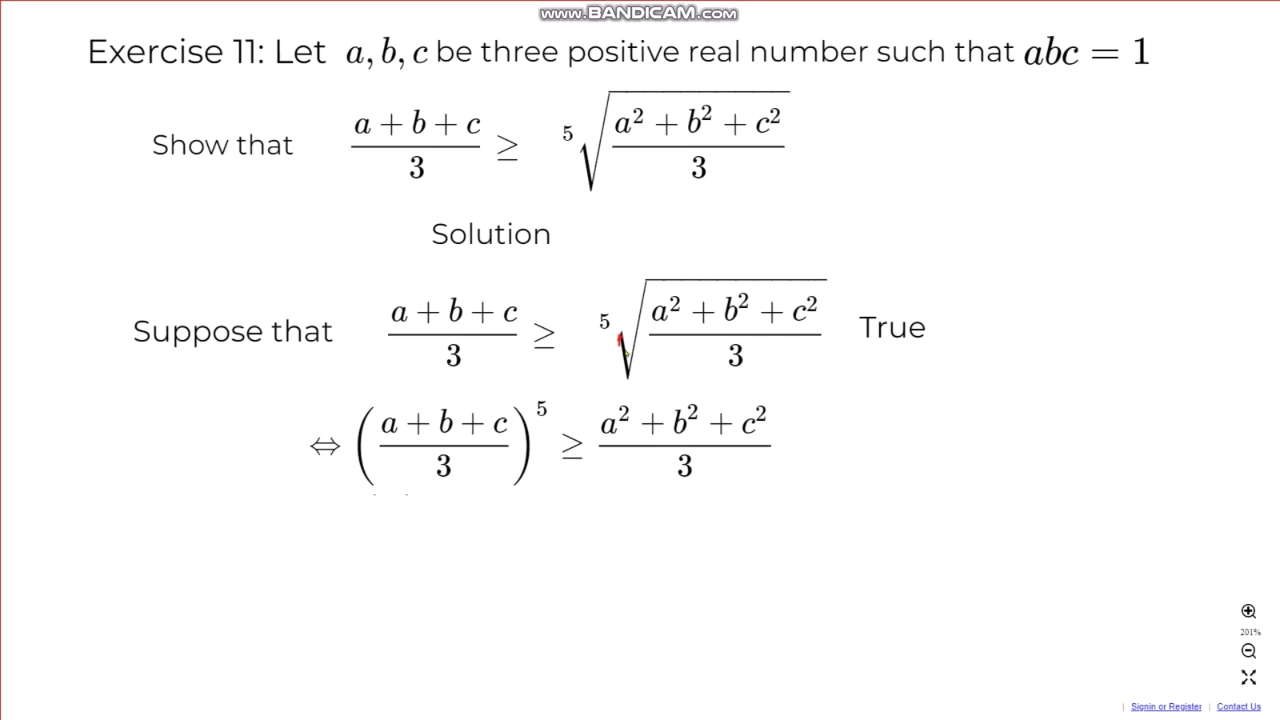 www.BANDICAM.com
Exercise 11: Let a, b, c be three positive real number such that abc = 1
Show that (a + b + c)/3 ≥ ⁵√((a² + b² + c²)/3)
Solution
Suppose that (a + b + c)/3 ≥ ⁵√((a² + b² + c²)/3) True
⇔ ((a + b + c)/3)⁵ ≥ (a² + b² + c²)/3
201%
| Signin or Register | Contact Us